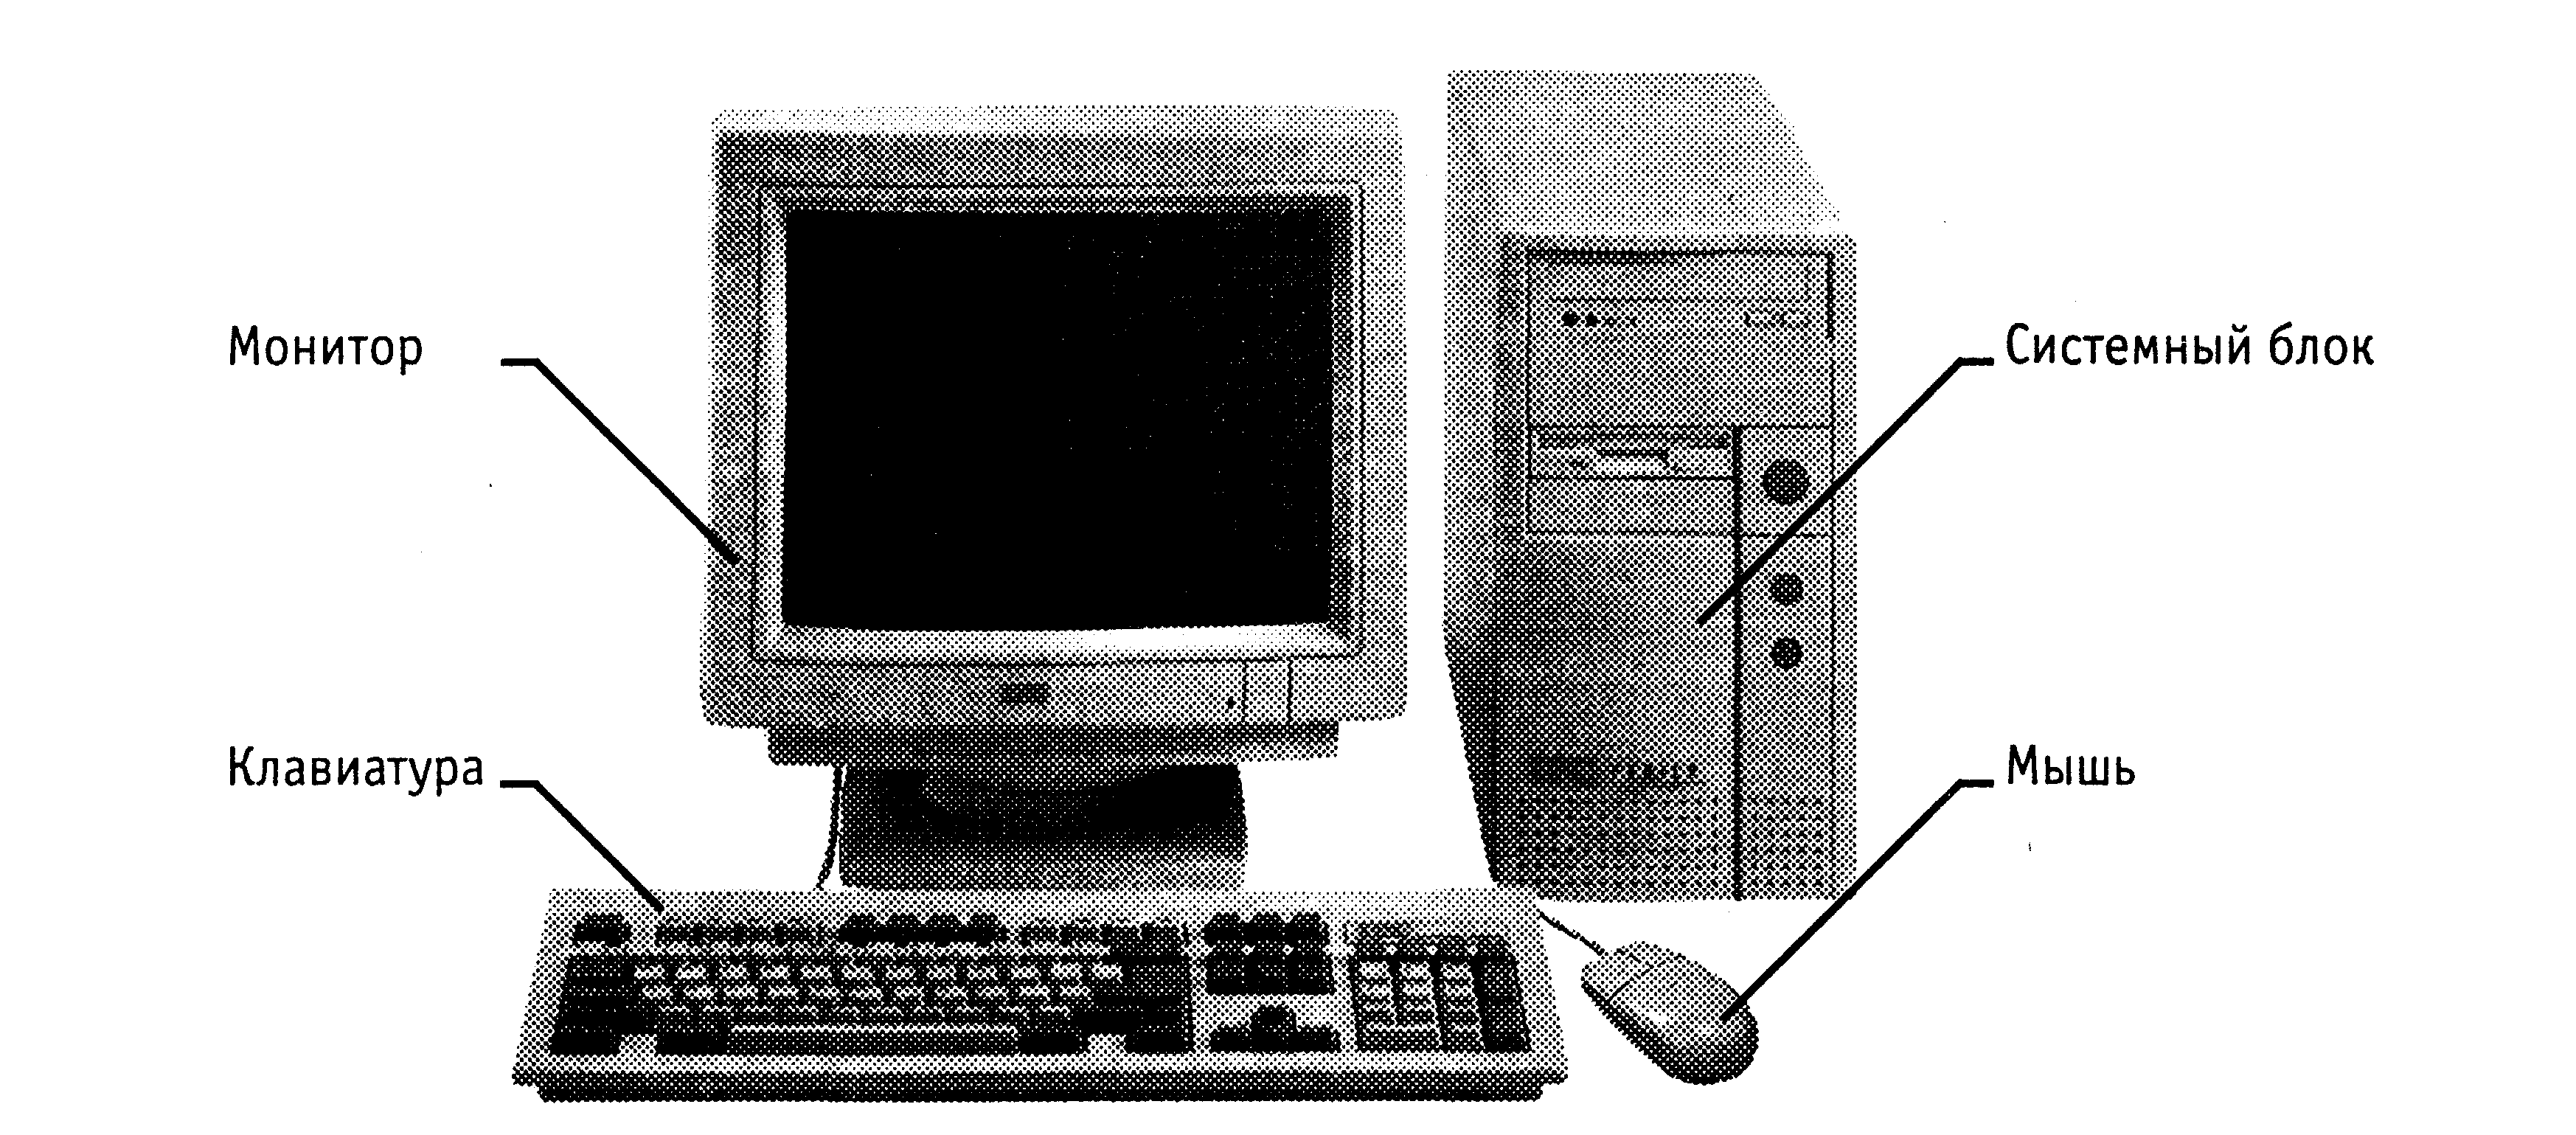 Монитор
Системный блок
Клавиатура
Мышь